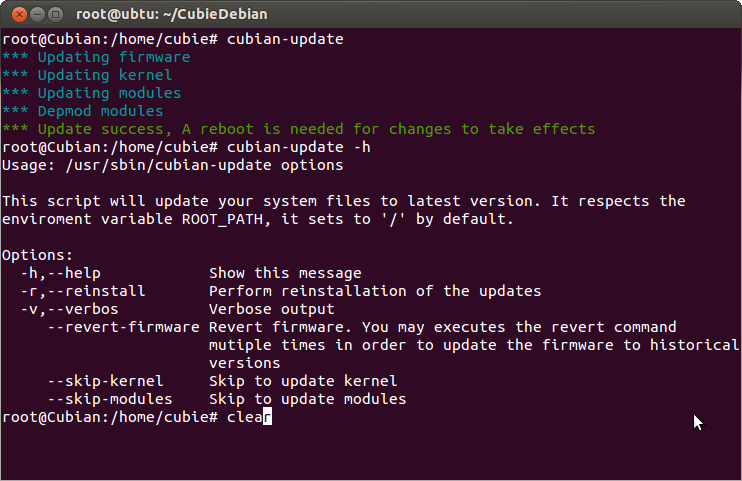 root@ubtu: ~/CubieDebian
root@Cubian:/home/cubie# cubian-update
*** Updating firmware
*** Updating kernel
*** Updating modules
*** Depmod modules
*** Update success, A reboot is needed for changes to take effects
root@Cubian:/home/cubie# cubian-update -h
Usage: /usr/sbin/cubian-update options
This script will update your system files to latest version. It respects the
enviroment variable ROOT_PATH, it sets to '/' by default.
Options:
-h,--help Show this message
-r,--reinstall Perform reinstallation of the updates
-v,--verbos Verbose output
--revert-firmware Revert firmware. You may executes the revert command
mutiple times in order to update the firmware to historical
versions
--skip-kernel Skip to update kernel
--skip-modules Skip to update modules
root@Cubian:/home/cubie# clear